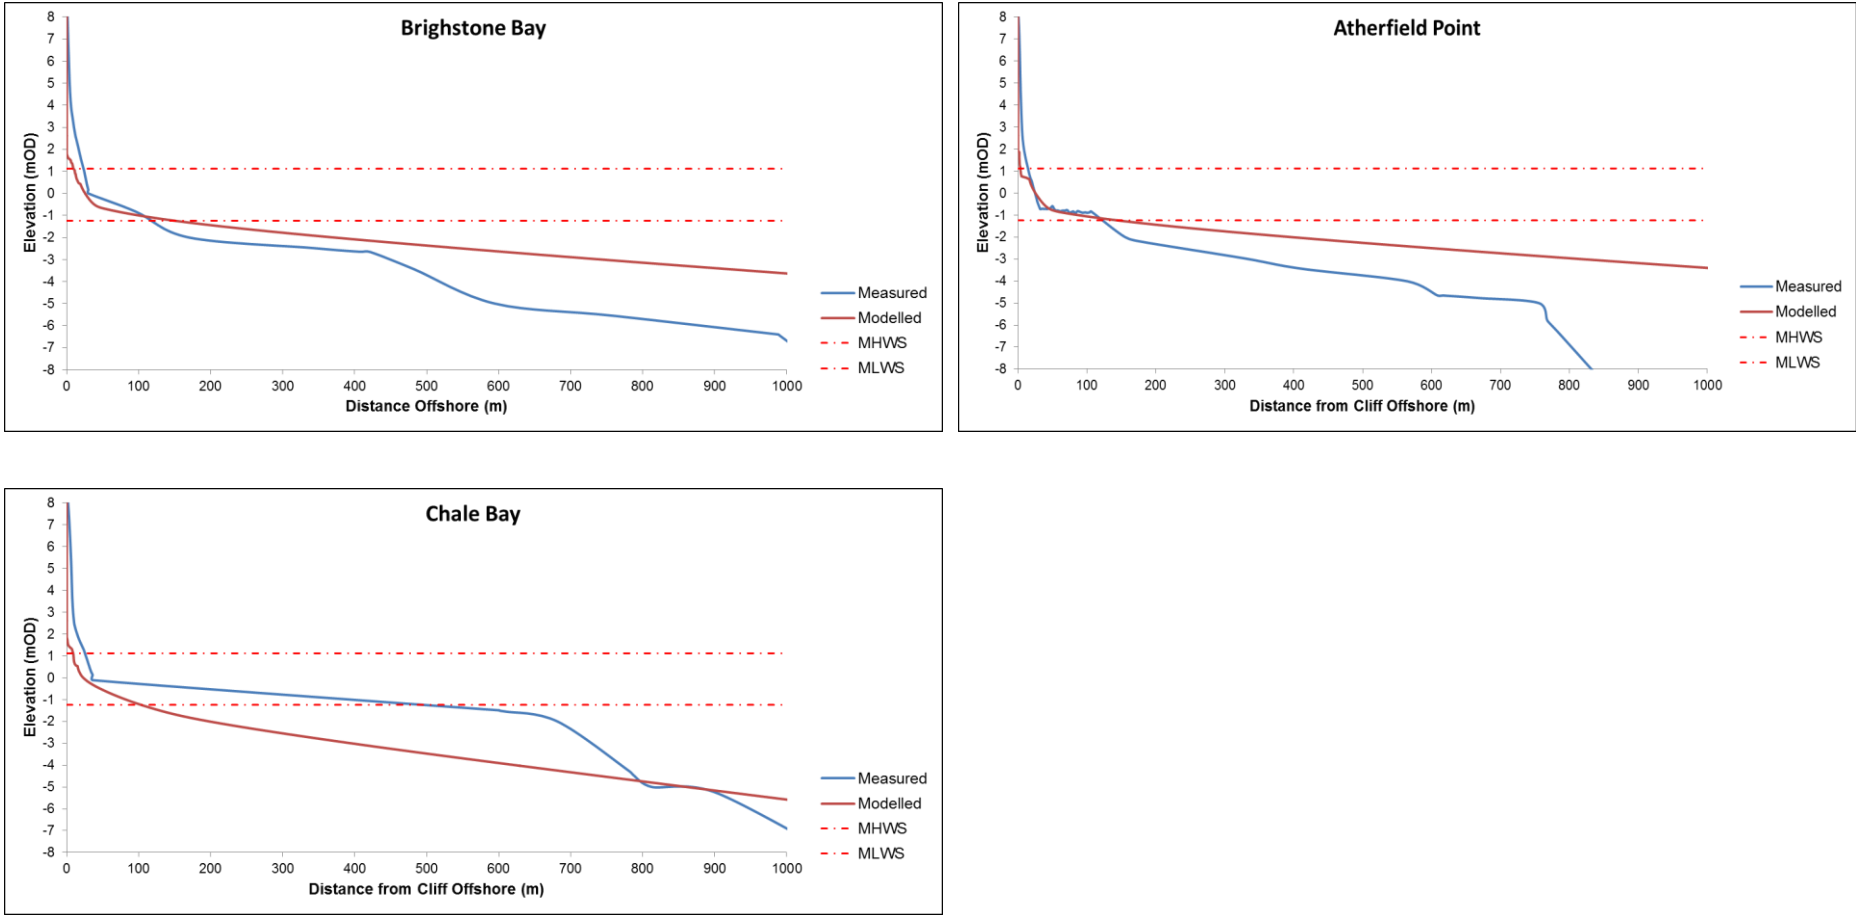 Brighstone Bay
8
7
6
5
4
3
2
1
0
-1
-2
-3
-4
-5
-6
-7
-8
Elevation (mOD)
0 100 200 300 400 500 600 700 800 900 1000
Distance Offshore (m)
Measured
Modelled
MHWS
MLWS
Atherfield Point
8
7
6
5
4
3
2
1
0
-1
-2
-3
-4
-5
-6
-7
-8
Elevation (mOD)
0 100 200 300 400 500 600 700 800 900 1000
Distance from Cliff Offshore (m)
Measured
Modelled
MHWS
MLWS
Chale Bay
8
7
6
5
4
3
2
1
0
-1
-2
-3
-4
-5
-6
-7
-8
Elevation (mOD)
0 100 200 300 400 500 600 700 800 900 1000
Distance from Cliff Offshore (m)
Measured
Modelled
MHWS
MLWS